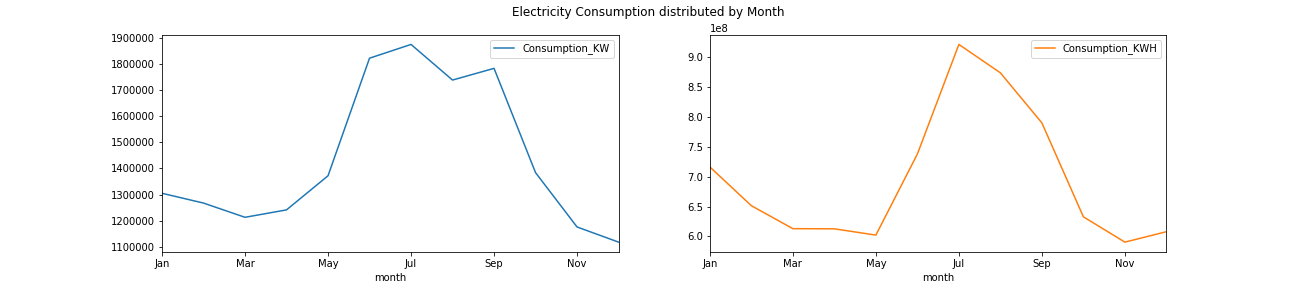 Electricity Consumption distributed by Month
1900000
1800000
1700000
1600000
1500000
1400000
1300000
1200000
1100000
Consumption_KW
Jan Mar May Jul Sep Nov
month
1e8
9.0
8.5
8.0
7.5
7.0
6.5
6.0
Consumption_KWH
Jan Mar May Jul Sep Nov
month